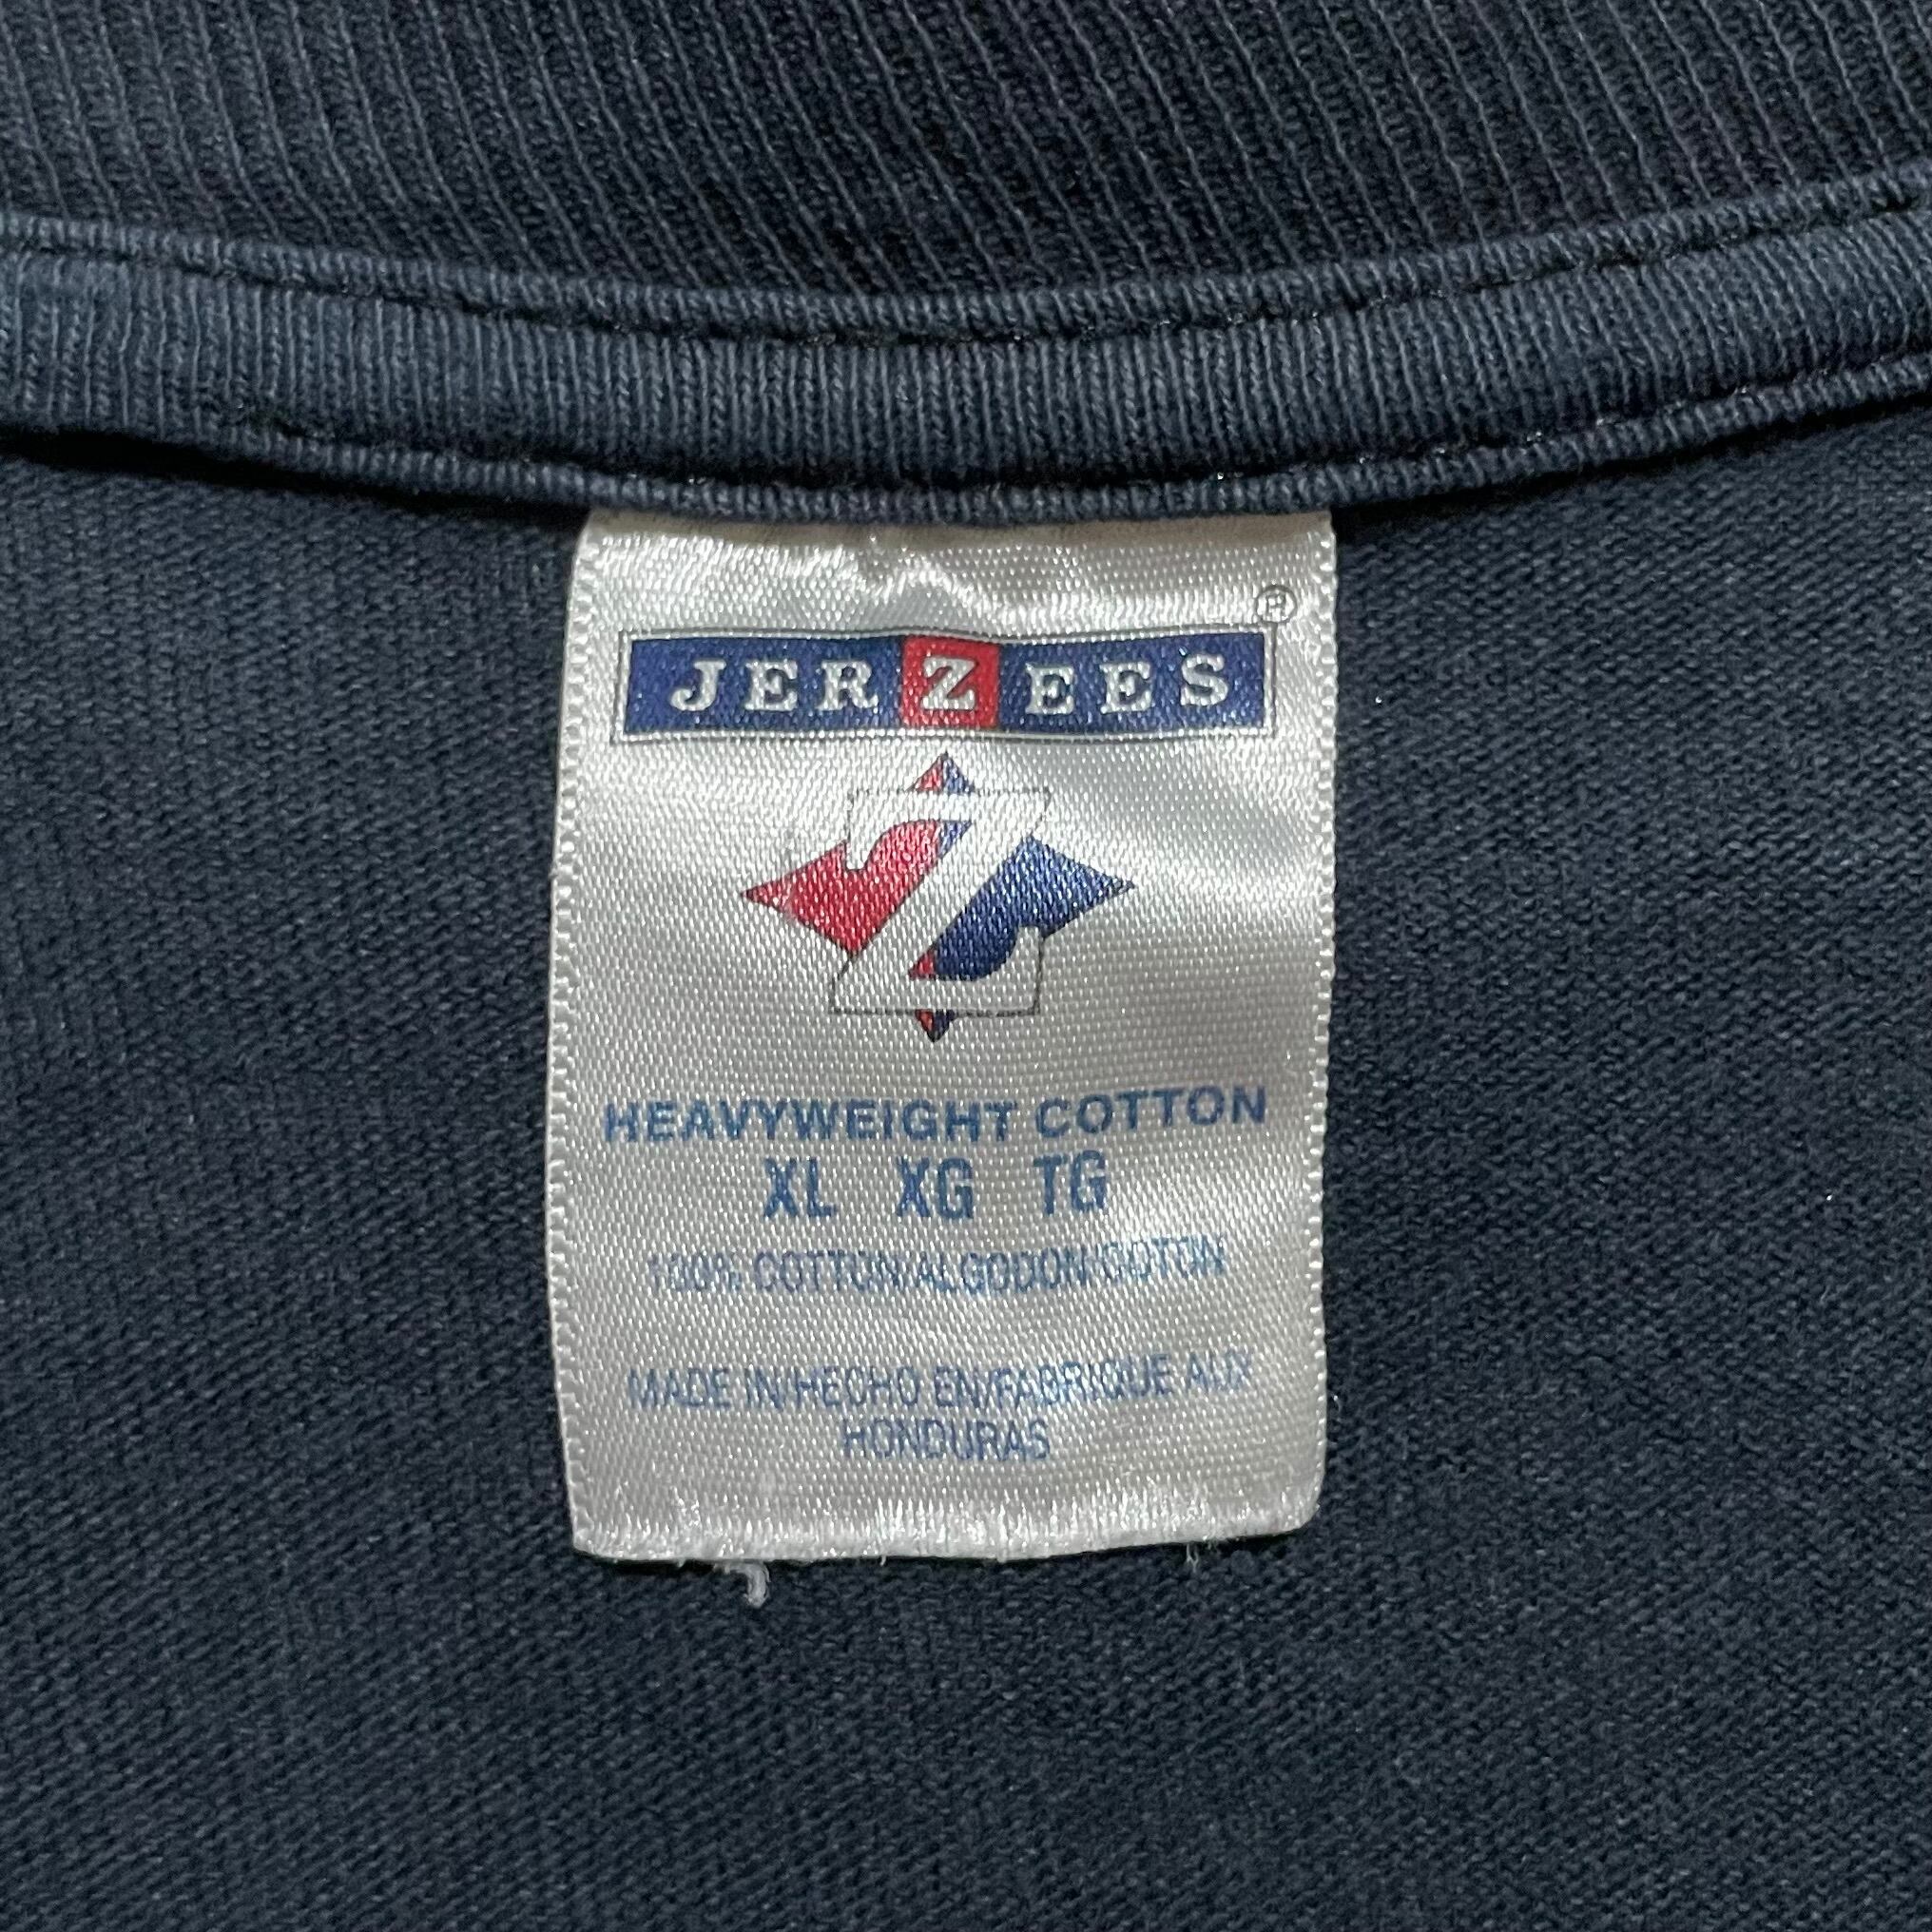 ®
JERZEES
Z
HEAVYWEIGHT COTTON
XL XG TG
100% COTTON/ALGODON/COTON
MADE IN/HECHO EN/FABRIQUE AUX
HONDURAS